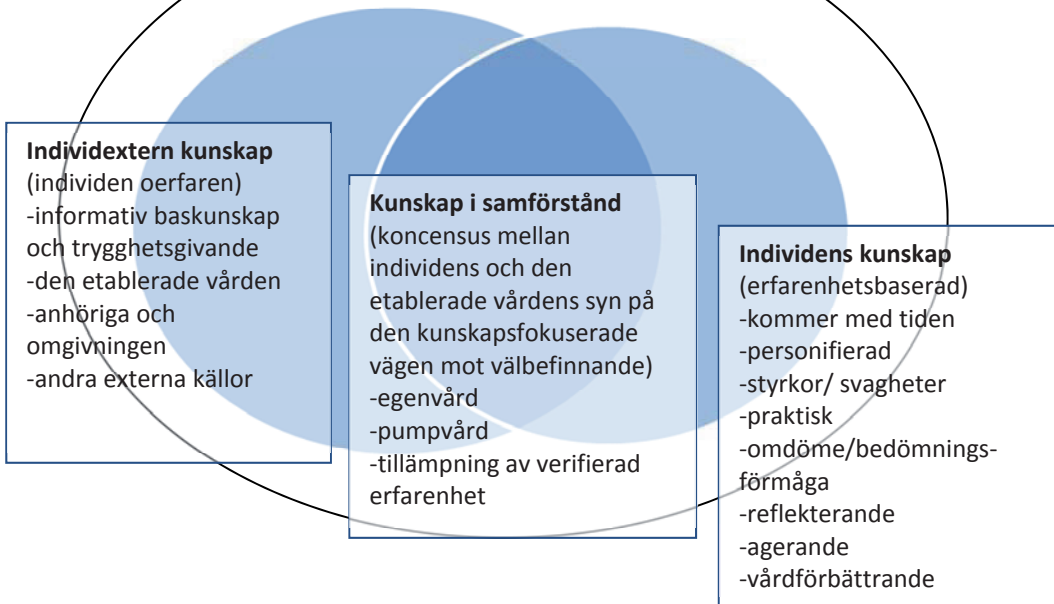 Individextern kunskap
(individen oerfaren)
-informativ baskunskap
och trygghetsgivande
-den etablerade vården
-anhöriga och
omgivningen
-andra externa källor
Kunskap i samförstånd
(koncensus mellan
individens och den
etablerade vårdens syn på
den kunskapsfokuserade
vägen mot välbefinnande)
-egenvård
-pumpvård
-tillämpning av verifierad
erfarenhet
Individens kunskap
(erfarenhetsbaserad)
-kommer med tiden
-personifierad
-styrkor/ svagheter
-praktisk
-omdöme/bedömnings-
förmåga
-reflekterande
-agerande
-vårdförbättrande